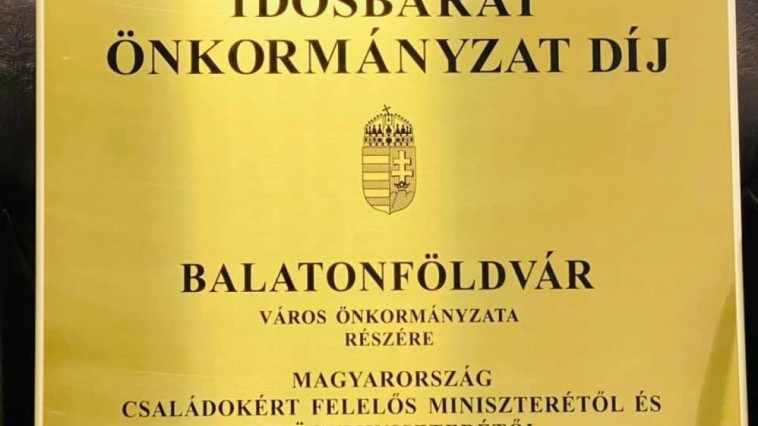 IDŐSBARÁT
ÖNKORMÁNYZAT DÍJ
BALATONFÖLDVÁR
VÁROS ÖNKORMÁNYZATA
RÉSZÉRE
MAGYARORSZÁG
CSALÁDOKÉRT FELELŐS MINISZTERÉTŐL ÉS